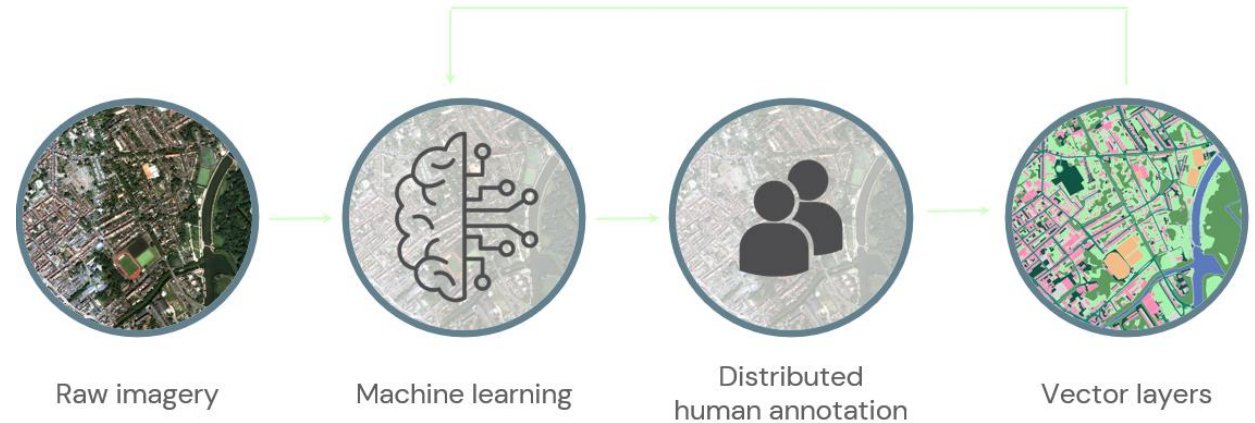 Raw imagery
Machine learning
Distributed
human annotation
Vector layers